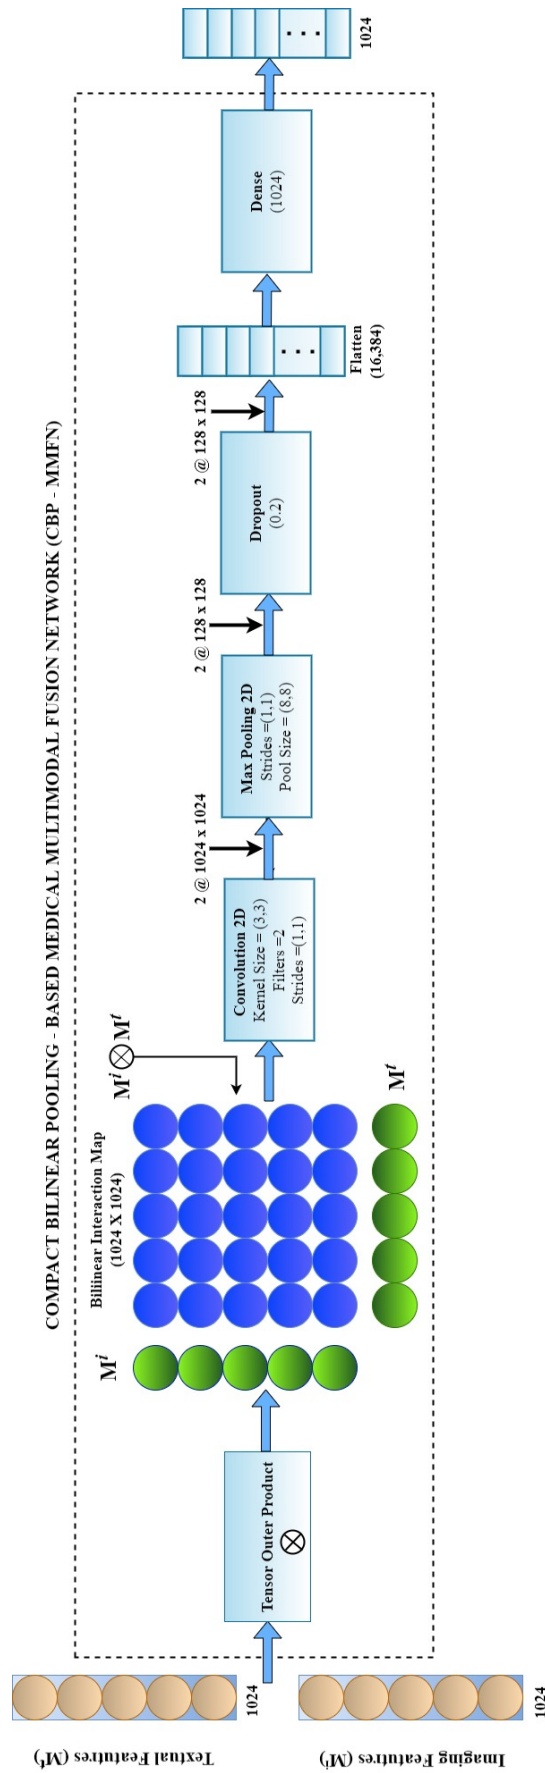 COMPACT BILINEAR POOLING - BASED MEDICAL MULTIMODAL FUSION NETWORK (CBP - MMFN)
Textual Featutres (Mᵗ)
1024
Imaging Featutres (Mⁱ)
1024
Tensor Outer Product
⊗
Mⁱ
Biliinear Interaction Map
(1024 X 1024)
Mⁱ⊗Mᵗ
Mᵗ
Convolution 2D
Kernel Size = (3,3)
Filters =2
Strides =(1,1)
2 @ 1024 x 1024
Max Pooling 2D
Strides =(1,1)
Pool Size = (8,8)
2 @ 128 x 128
Dropout
(0.2)
2 @ 128 x 128
Flatten
(16,384)
Dense
(1024)
1024